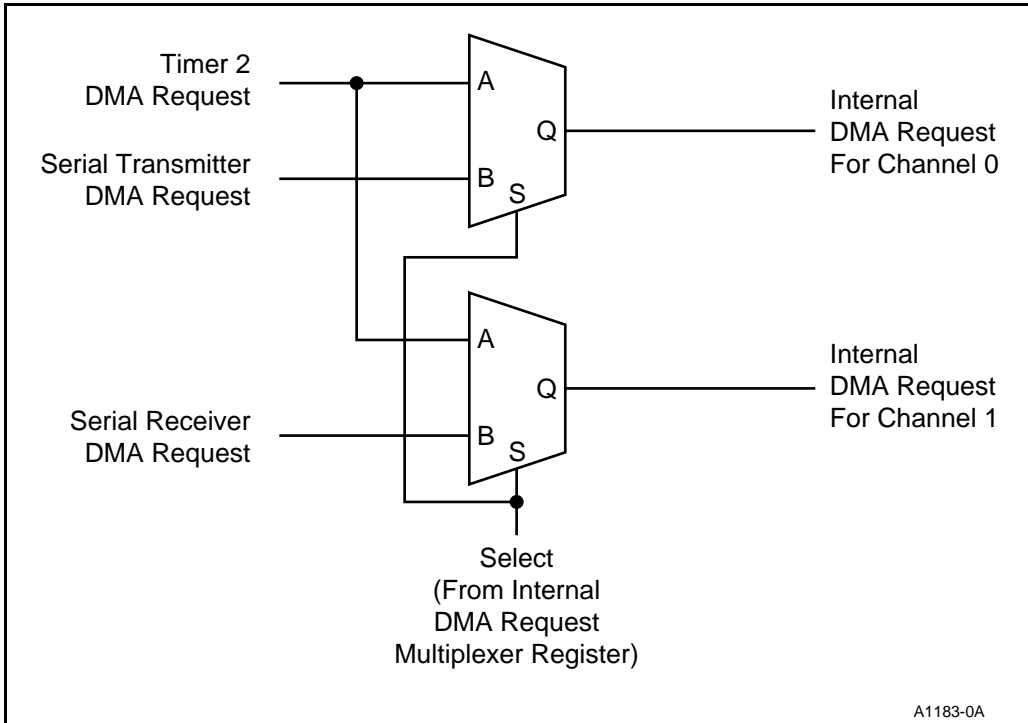 Timer 2
DMA Request
Serial Transmitter
DMA Request
A
B
Q
S
Internal
DMA Request
For Channel 0
Serial Receiver
DMA Request
A
B
Q
S
Internal
DMA Request
For Channel 1
Select
(From Internal
DMA Request
Multiplexer Register)
A1183-0A